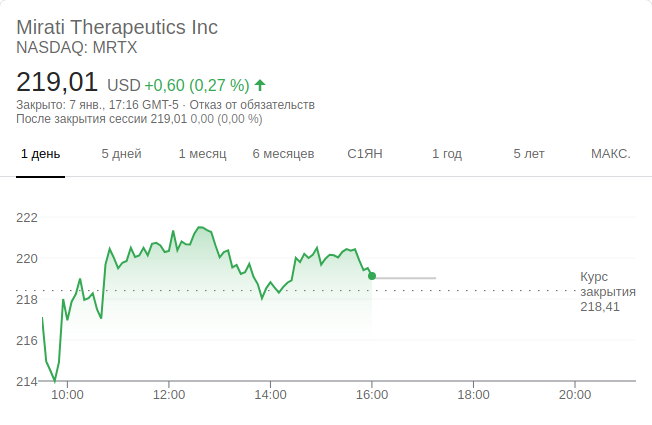 Mirati Therapeutics Inc
NASDAQ: MRTX
219,01 USD +0,60 (0,27 %) ↑
Закрыто: 7 янв., 17:16 GMT-5 · Отказ от обязательств
После закрытия сессии 219,01 0,00 (0,00 %)
1 день 5 дней 1 месяц 6 месяцев С1ЯН 1 год 5 лет МАКС.
222
220
218
216
214
Курс
закрытия
218,41
10:00 12:00 14:00 16:00 18:00 20:00